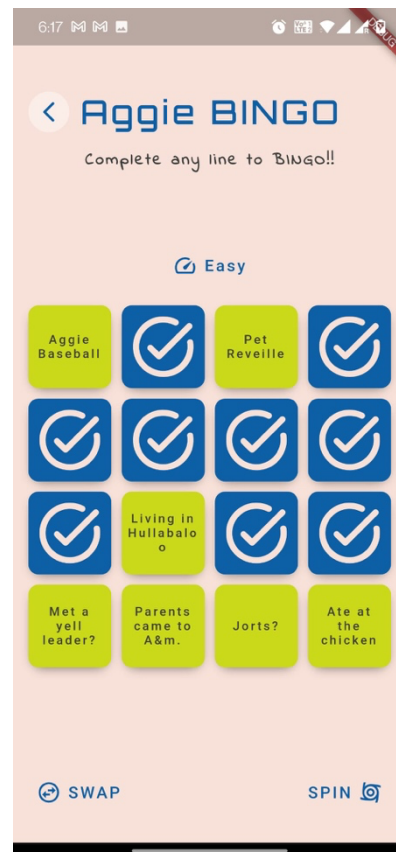 6:17
DEBUG
Aggie BINGO
Complete any line to BINGO!!
Easy
Aggie
Baseball
Pet
Reveille
Living in
Hullabalo
o
Met a
yell
leader?
Parents
came to
A&m.
Jorts?
Ate at
the
chicken
SWAP
SPIN